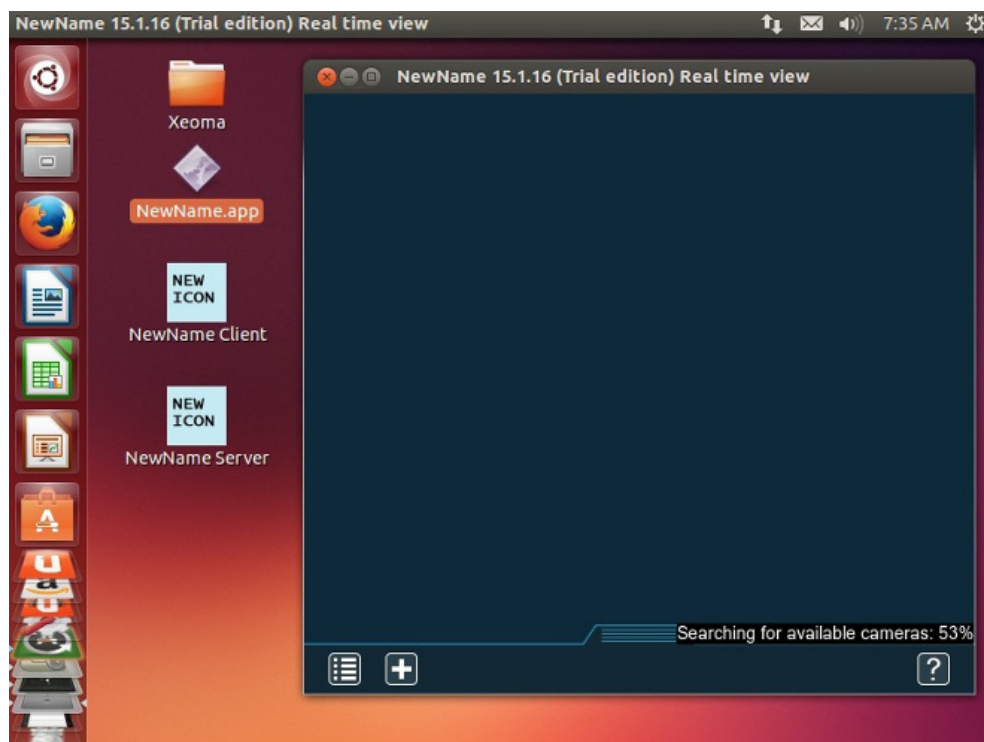 NewName 15.1.16 (Trial edition) Real time view
7:35 AM
Xeoma
NewName.app
NEW
ICON
NewName Client
NEW
ICON
NewName Server
NewName 15.1.16 (Trial edition) Real time view
Searching for available cameras: 53%
?
A
U
a
U